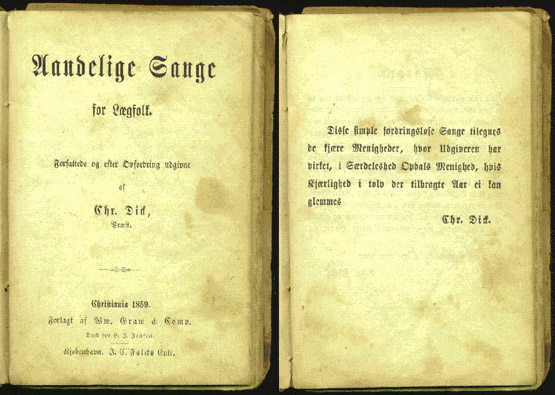 Aandelige Sange
for Lægfolk.
Forfattede og efter Opfordring udgivne
af
Chr. Dick,
Præst.
Christiania 1859.
Forlagt af Wm. Gram & Comp.
Trykt hos H. J. Jensen.
Kjøbenhavn. J. C. Falcks Enke.
Disse simple fordringsløse Sange tilegnes
de kjære Menigheder, hvor Udgiveren har
virket, i Særdeleshed Opdals Menighed, hvis
Kjærlighed i tolv der tilbragte Aar ei kan
glemmes
Chr. Dick.